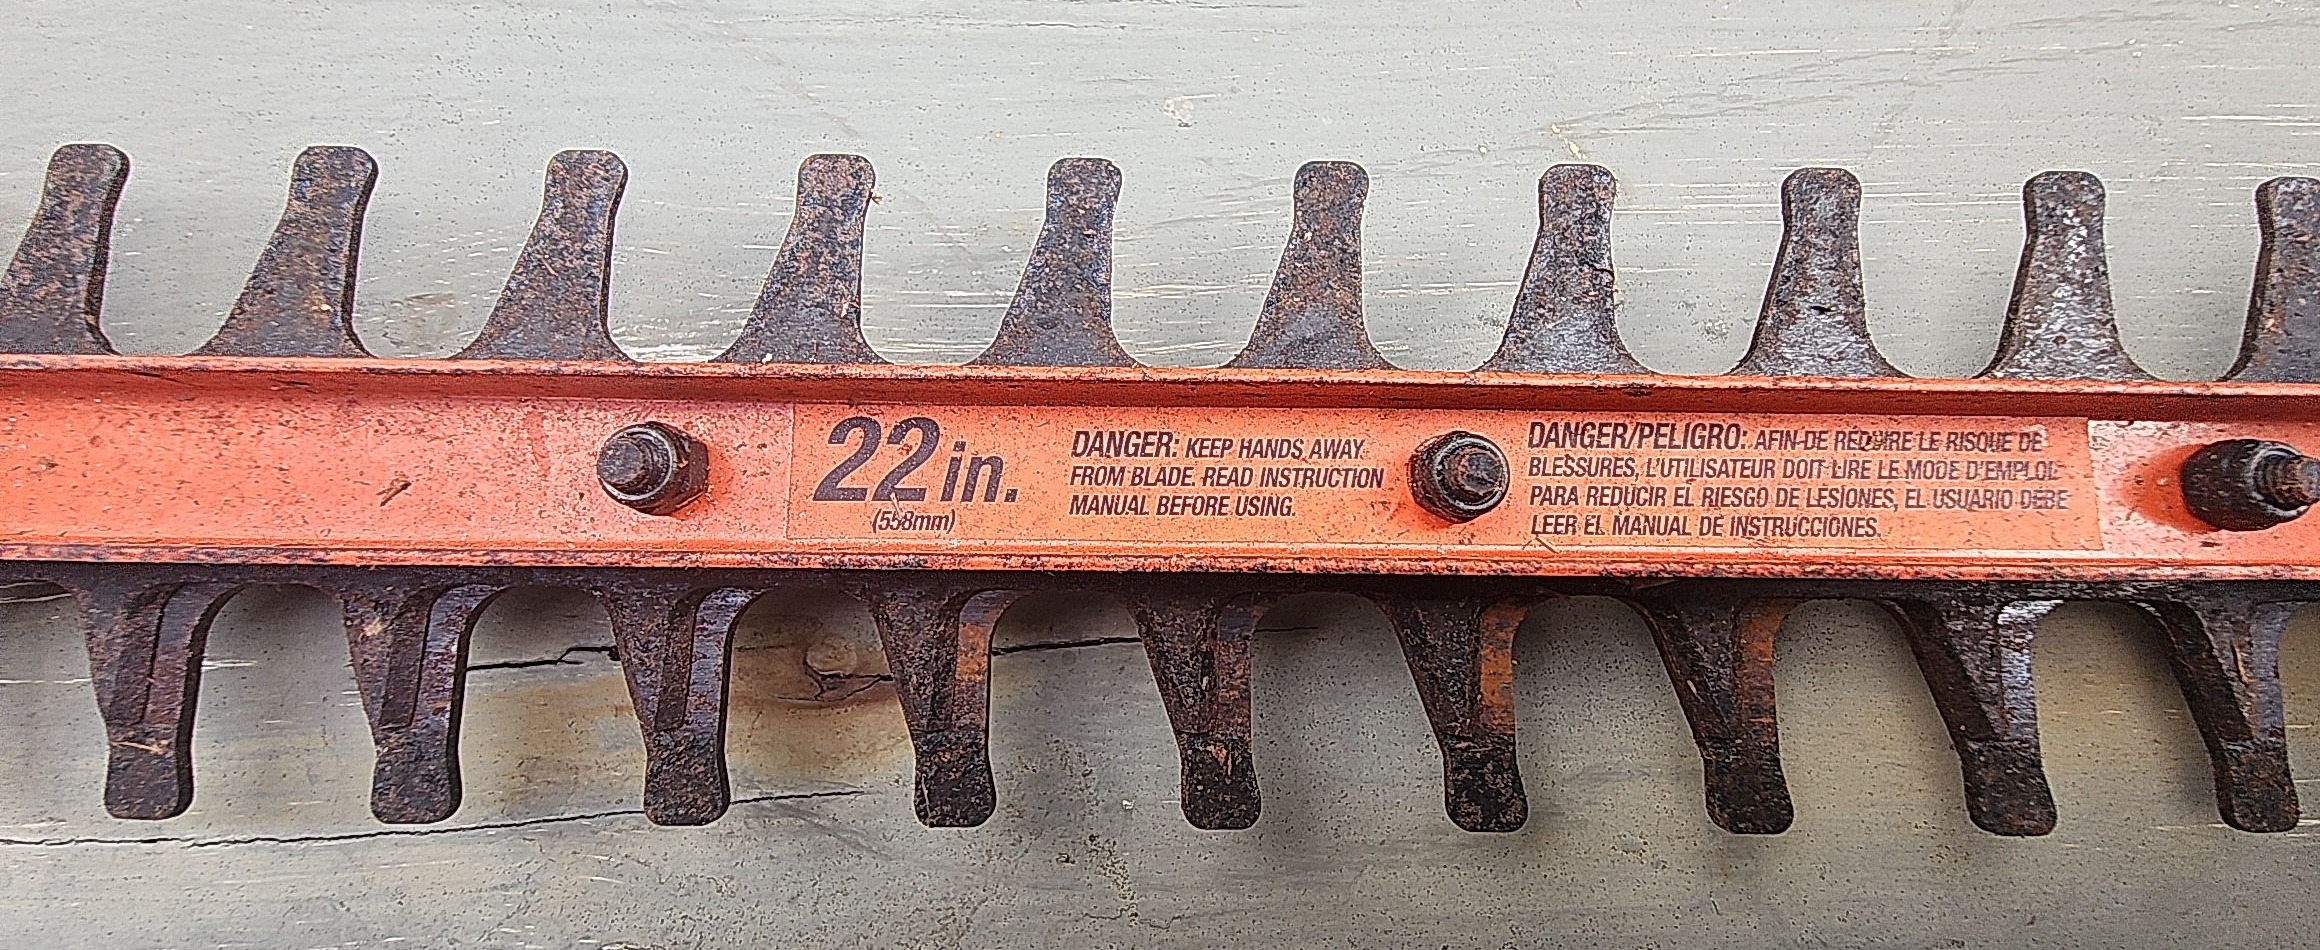 22 in.
(558mm)
DANGER: KEEP HANDS AWAY
FROM BLADE. READ INSTRUCTION
MANUAL BEFORE USING.
DANGER/PELIGRO: AFIN DE RÉDUIRE LE RISQUE DE
BLESSURES, L'UTILISATEUR DOIT LIRE LE MODE D'EMPLOI.
PARA REDUCIR EL RIESGO DE LESIONES, EL USUARIO DEBE
LEER EL MANUAL DE INSTRUCCIONES.